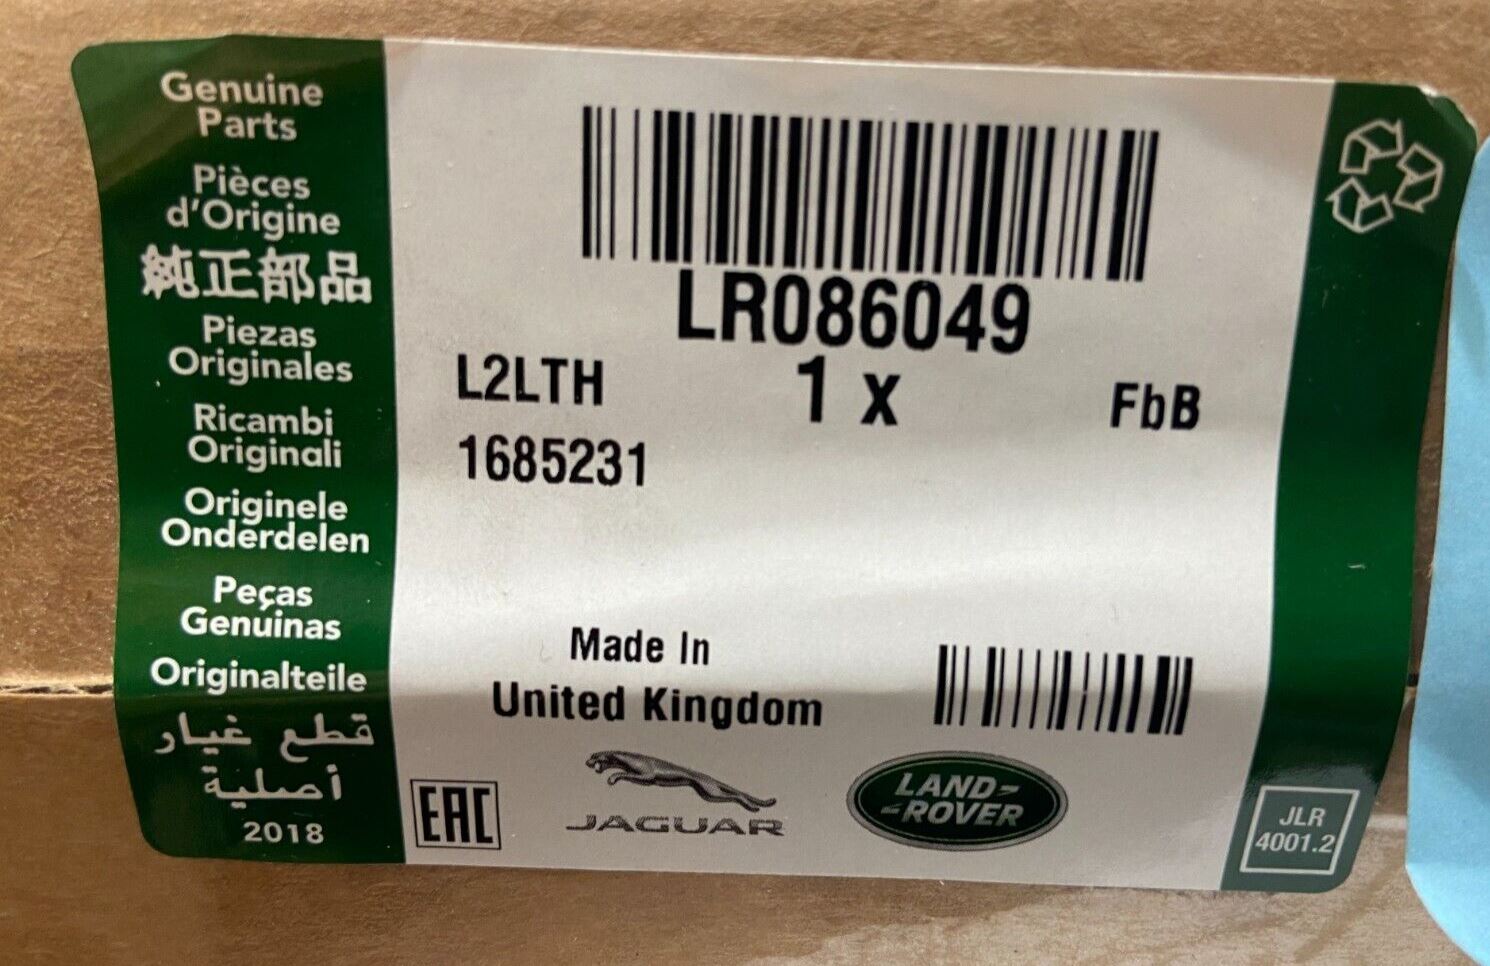 Genuine
Parts
Pièces
d'Origine
純正部品
Piezas
Originales
Ricambi
Originali
Originele
Onderdelen
Peças
Genuinas
Originalteile
قطع غيار
أصلية
2018
LR086049
L2LTH
1 x
FbB
1685231
Made In
United Kingdom
EAC
JAGUAR
LAND-
-ROVER
JLR
4001.2